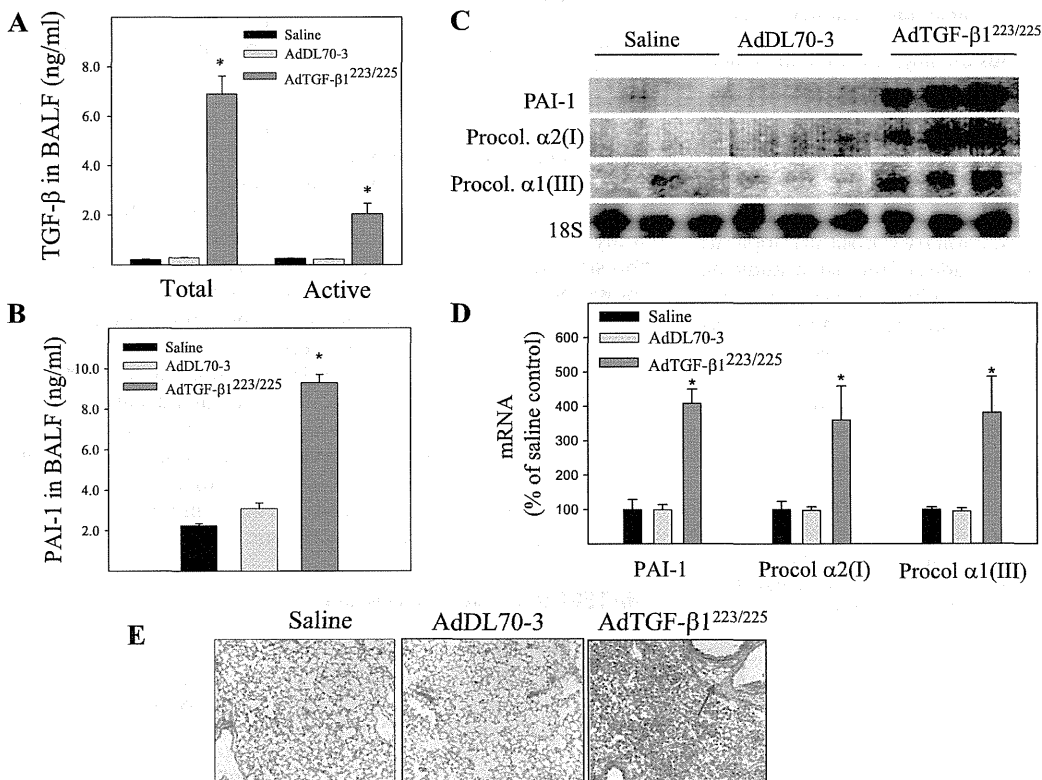 A
TGF-β in BALF (ng/ml)
8.0
6.0
4.0
2.0
Saline
AdDL70-3
AdTGF-β1223/225
*
*
Total Active
B
PAI-1 in BALF (ng/ml)
10.0
8.0
6.0
4.0
2.0
Saline
AdDL70-3
AdTGF-β1223/225
*
C
Saline AdDL70-3 AdTGF-β1223/225
PAI-1
Procol. α2(I)
Procol. α1(III)
18S
D
mRNA
(% of saline control)
600
500
400
300
200
100
Saline
AdDL70-3
AdTGF-β1223/225
* * *
PAI-1 Procol α2(I) Procol α1(III)
E
Saline AdDL70-3 AdTGF-β1223/225